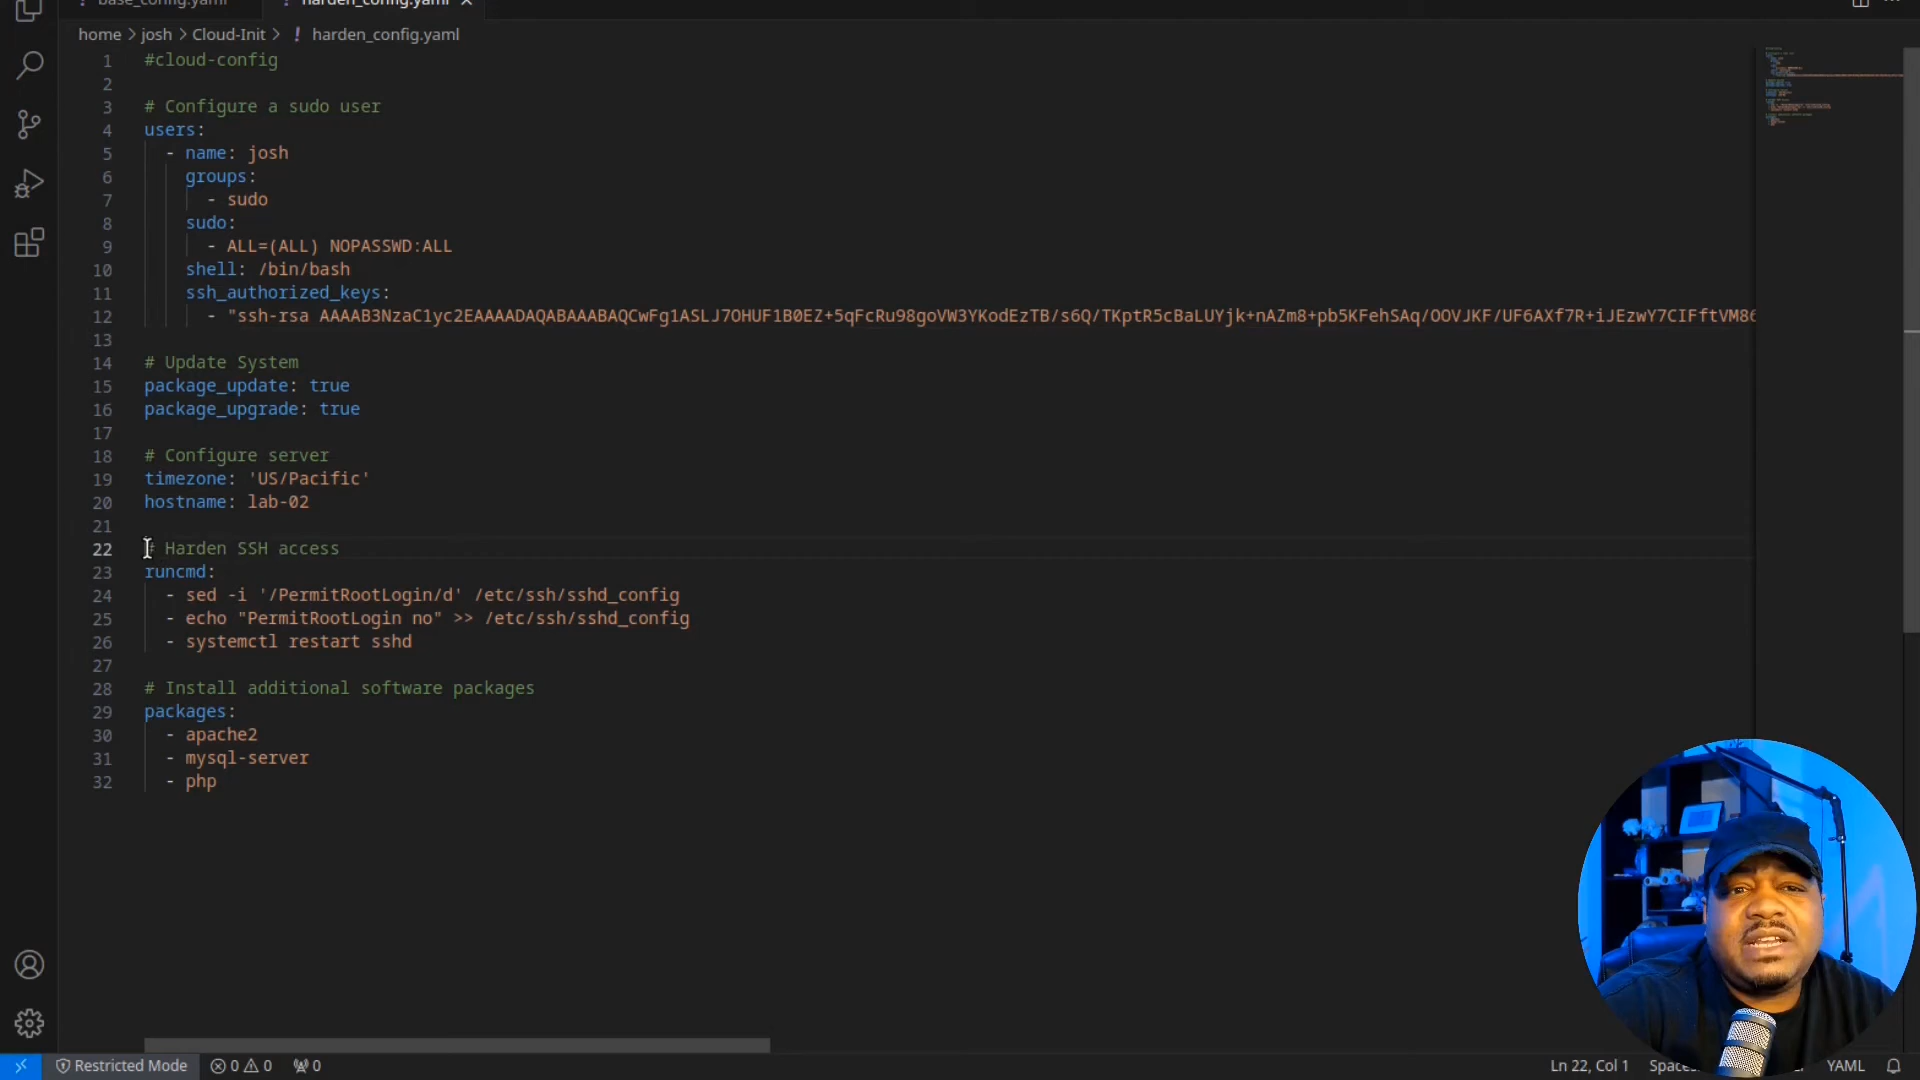 base_config.yaml harden_config.yaml
home > josh > Cloud-Init > ! harden_config.yaml
1 #cloud-config
2
3 # Configure a sudo user
4 users:
5 - name: josh
6 groups:
7 - sudo
8 sudo:
9 - ALL=(ALL) NOPASSWD:ALL
10 shell: /bin/bash
11 ssh_authorized_keys:
12 - "ssh-rsa AAAAB3NzaC1yc2EAAAADAQABAAABAQCwFg1ASLJ7OHUF1B0EZ+5qFcRu98goVW3YKodEzTB/s6Q/TKptR5cBaLUYjk+nAZm8+pb5KFehSAq/OOVJKF/UF6AXf7R+iJEzwY7CIFftVM86
13
14 # Update System
15 package_update: true
16 package_upgrade: true
17
18 # Configure server
19 timezone: 'US/Pacific'
20 hostname: lab-02
21
22 # Harden SSH access
23 runcmd:
24 - sed -i '/PermitRootLogin/d' /etc/ssh/sshd_config
25 - echo "PermitRootLogin no" >> /etc/ssh/sshd_config
26 - systemctl restart sshd
27
28 # Install additional software packages
29 packages:
30 - apache2
31 - mysql-server
32 - php
Restricted Mode 0 0 0 Ln 22, Col 1 Spaces YAML